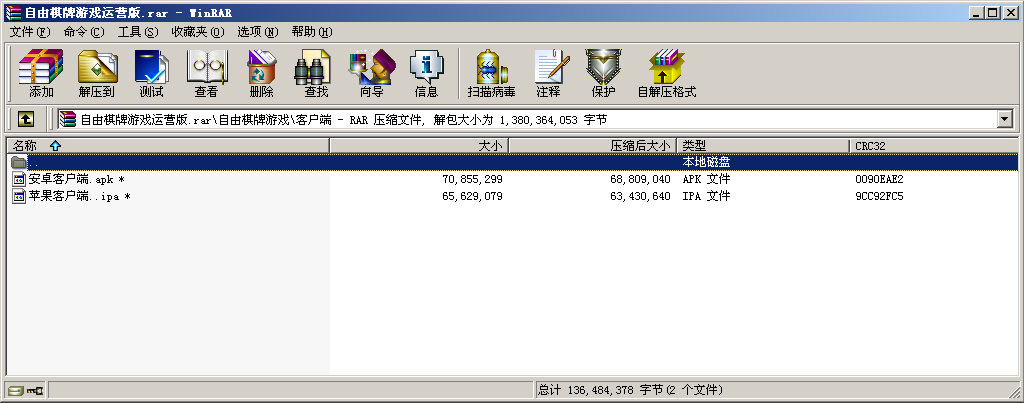 自由棋牌游戏运营版.rar - WinRAR
文件(F) 命令(C) 工具(S) 收藏夹(O) 选项(N) 帮助(H)
添加 解压到 测试 查看 删除 查找 向导 信息 扫描病毒 注释 保护 自解压格式
自由棋牌游戏运营版.rar\自由棋牌游戏\客户端 - RAR 压缩文件, 解包大小为 1,380,364,053 字节
名称 大小 压缩后大小 类型 CRC32
.. 本地磁盘
安卓客户端.apk * 70,855,299 68,809,040 APK 文件 0090EAE2
苹果客户端..ipa * 65,629,079 63,430,640 IPA 文件 9CC92FC5
总计 136,484,378 字节(2 个文件)